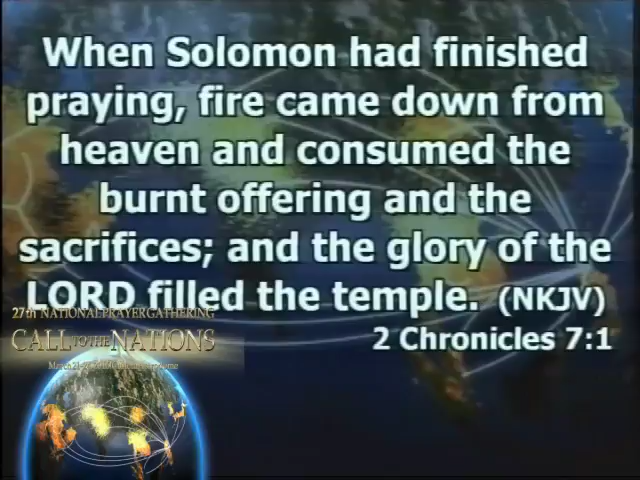 When Solomon had finished
praying, fire came down from
heaven and consumed the
burnt offering and the
sacrifices; and the glory of the
LORD filled the temple. (NKJV)
2 Chronicles 7:1
27th NATIONAL PRAYER GATHERING
CALL TO THE NATIONS
March